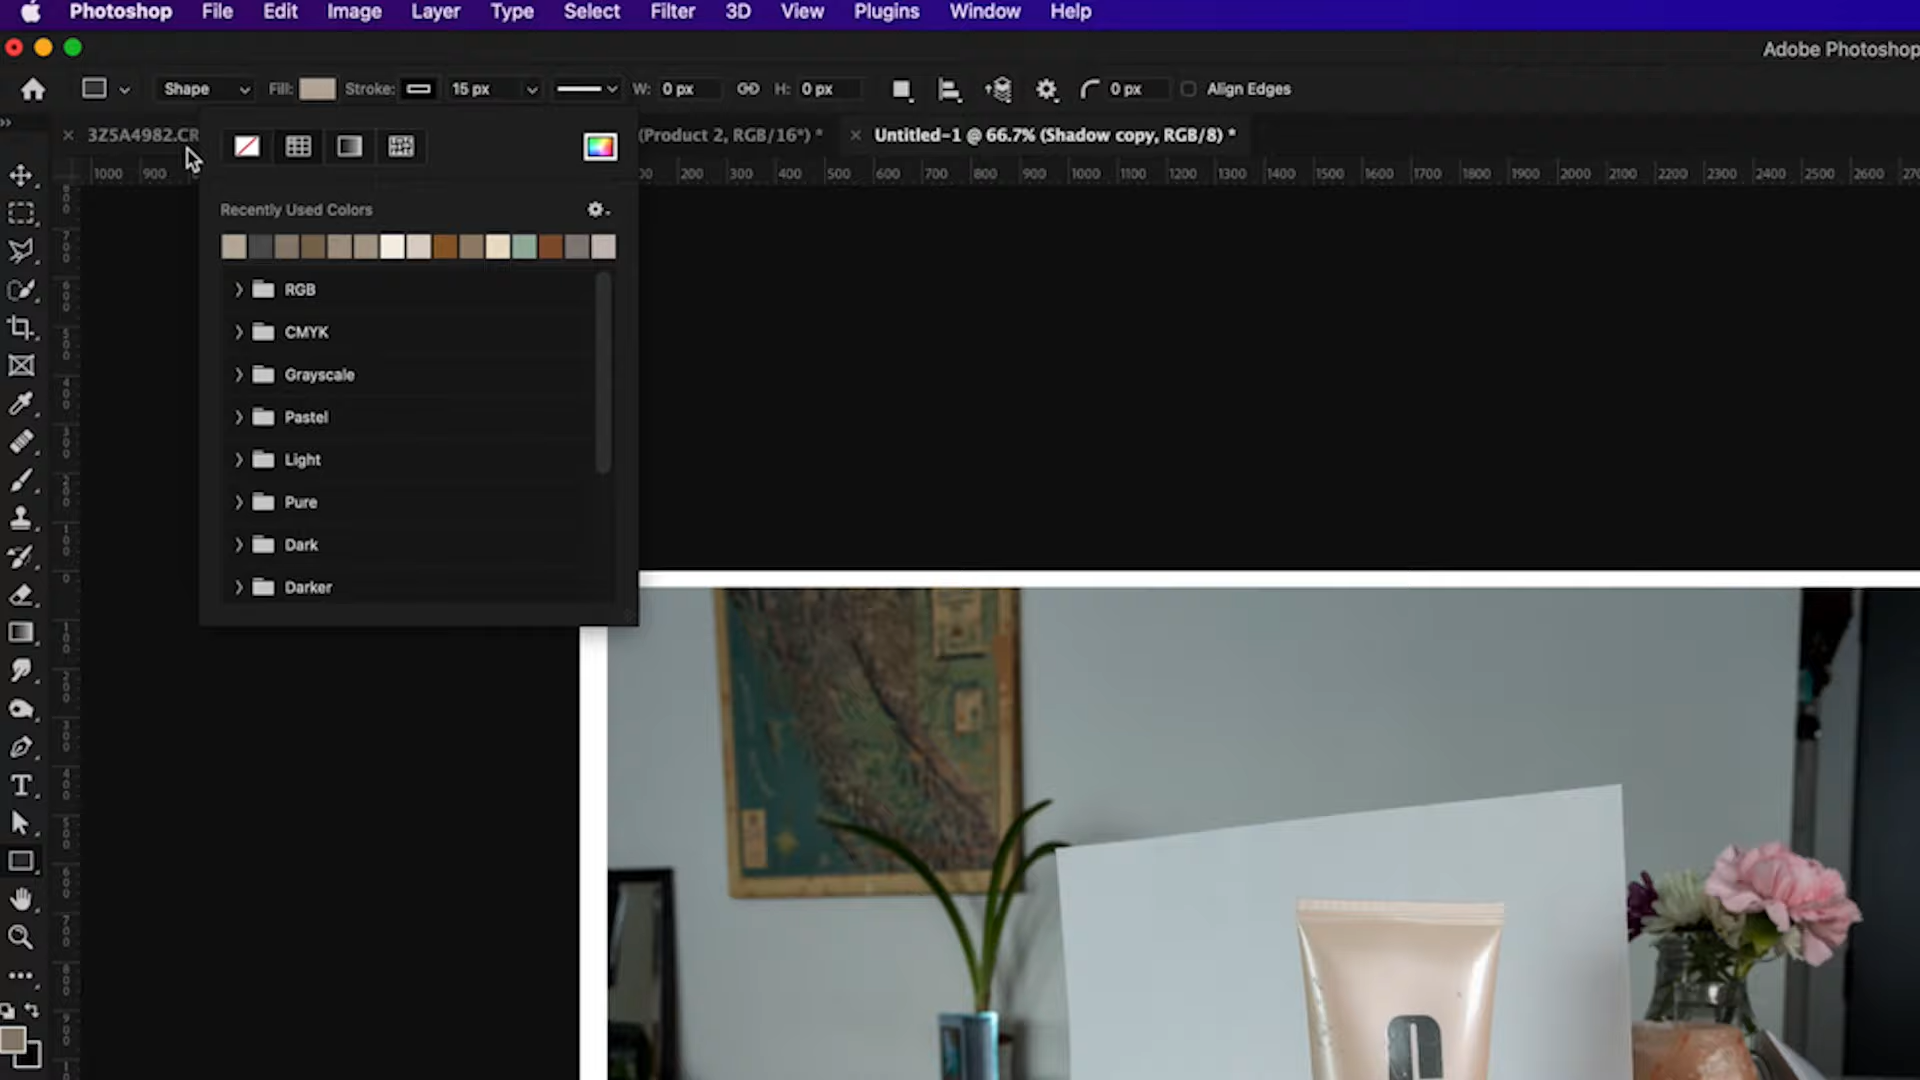 Photoshop File Edit Image Layer Type Select Filter 3D View Plugins Window Help
Adobe Photoshop
Shape Fill: Stroke: 15 px W: 0 px H: 0 px 0 px Align Edges
3Z5A4982.CR (Product 2, RGB/16*) * Untitled-1 @ 66.7% (Shadow copy, RGB/8) *
1000 900 200 300 400 500 600 700 800 900 1000 1100 1200 1300 1400 1500 1600 1700 1800 1900 2000 2100 2200 2300 2400 2500 2600
Recently Used Colors
RGB
CMYK
Grayscale
Pastel
Light
Pure
Dark
Darker